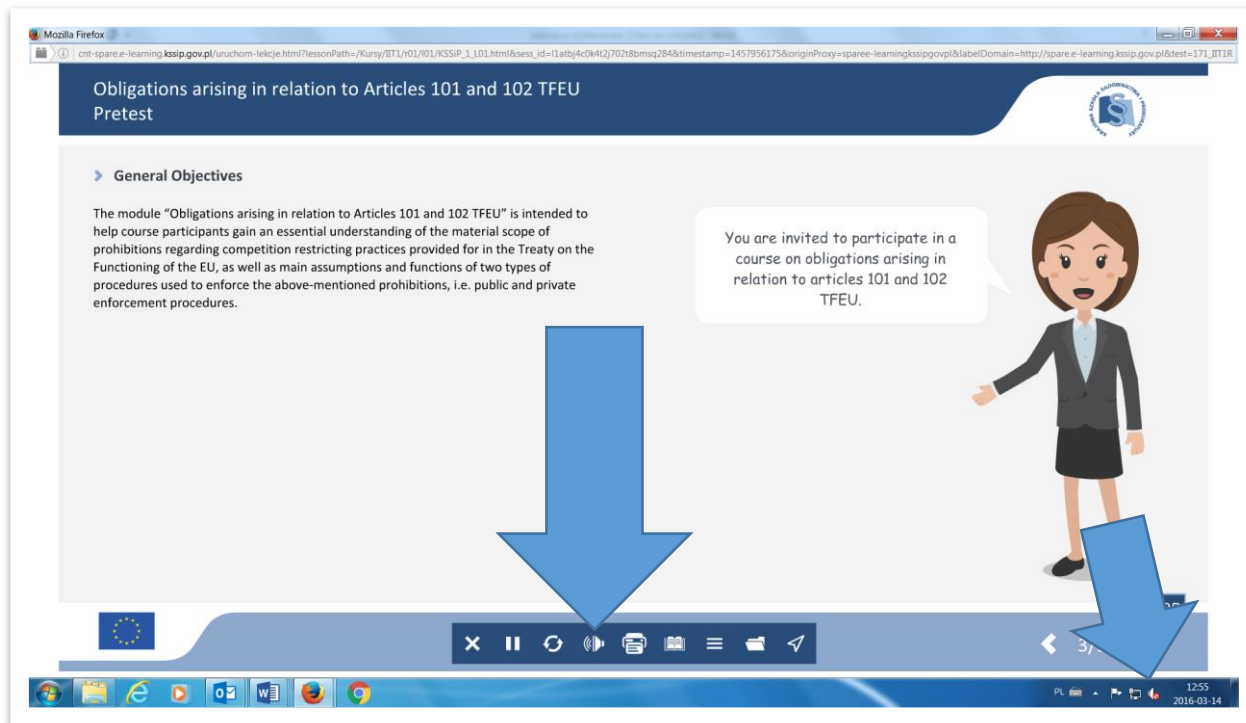 Mozilla Firefox
cnt-spare.e-learning.kssip.gov.pl/uruchom-lekcje.html?lessonPath=/Kursy/IIT1/r01/l01/KSSiP_1_L01.html&sess_id=l1atbj4c0k4t2j702t8bmsq284&timestamp=1457956175&originProxy=sparee-learningkssipgovpl&labelDomain=http://spare.e-learning.kssip.gov.pl&test=171_IIT1R
Obligations arising in relation to Articles 101 and 102 TFEU
Pretest
KRAJOWA SZKOŁA SĄDOWNICTWA I PROKURATURY
General Objectives
The module “Obligations arising in relation to Articles 101 and 102 TFEU” is intended to
help course participants gain an essential understanding of the material scope of
prohibitions regarding competition restricting practices provided for in the Treaty on the
Functioning of the EU, as well as main assumptions and functions of two types of
procedures used to enforce the above-mentioned prohibitions, i.e. public and private
enforcement procedures.
You are invited to participate in a
course on obligations arising in
relation to articles 101 and 102
TFEU.
3/
PL
12:55
2016-03-14